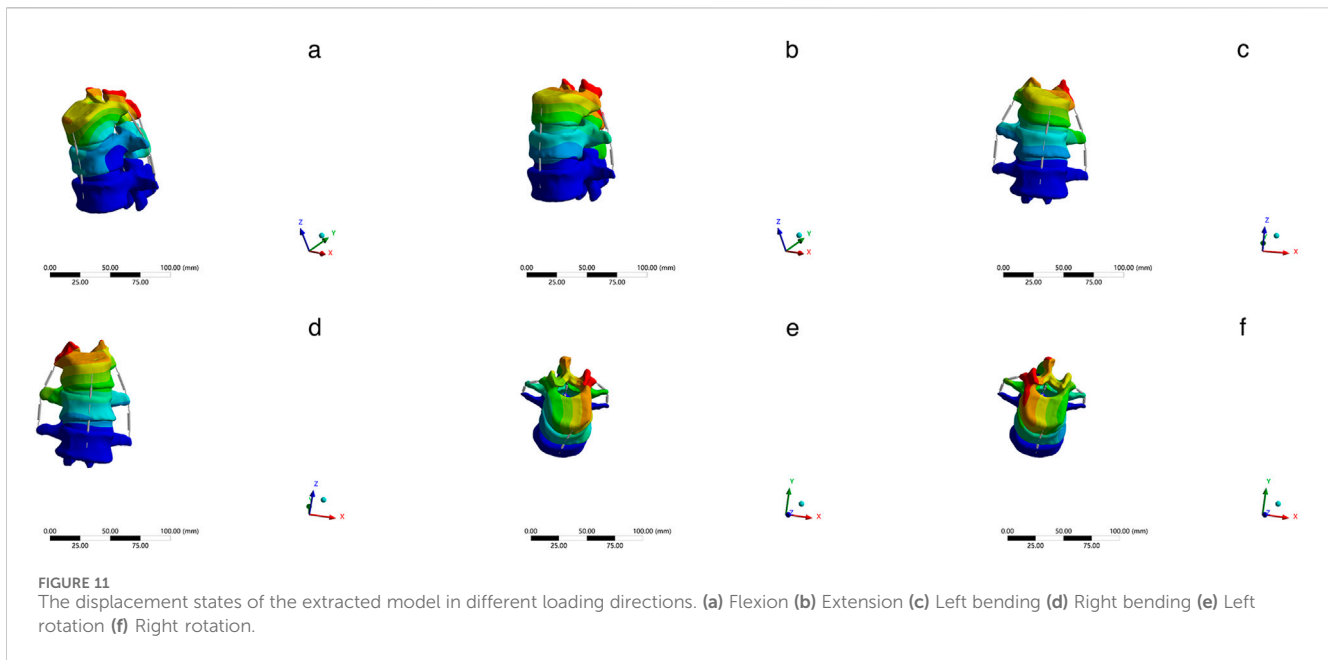 a
b
c
Z
Y
X
Z
Y
X
Z
X
0.00 50.00 100.00 (mm)
25.00 75.00
0.00 50.00 100.00 (mm)
25.00 75.00
0.00 50.00 100.00 (mm)
25.00 75.00
d
e
f
Z
X
Y
Z
X
Y
Z
X
0.00 50.00 100.00 (mm)
25.00 75.00
0.00 50.00 100.00 (mm)
25.00 75.00
0.00 50.00 100.00 (mm)
25.00 75.00
FIGURE 11
The displacement states of the extracted model in different loading directions. (a) Flexion (b) Extension (c) Left bending (d) Right bending (e) Left
rotation (f) Right rotation.